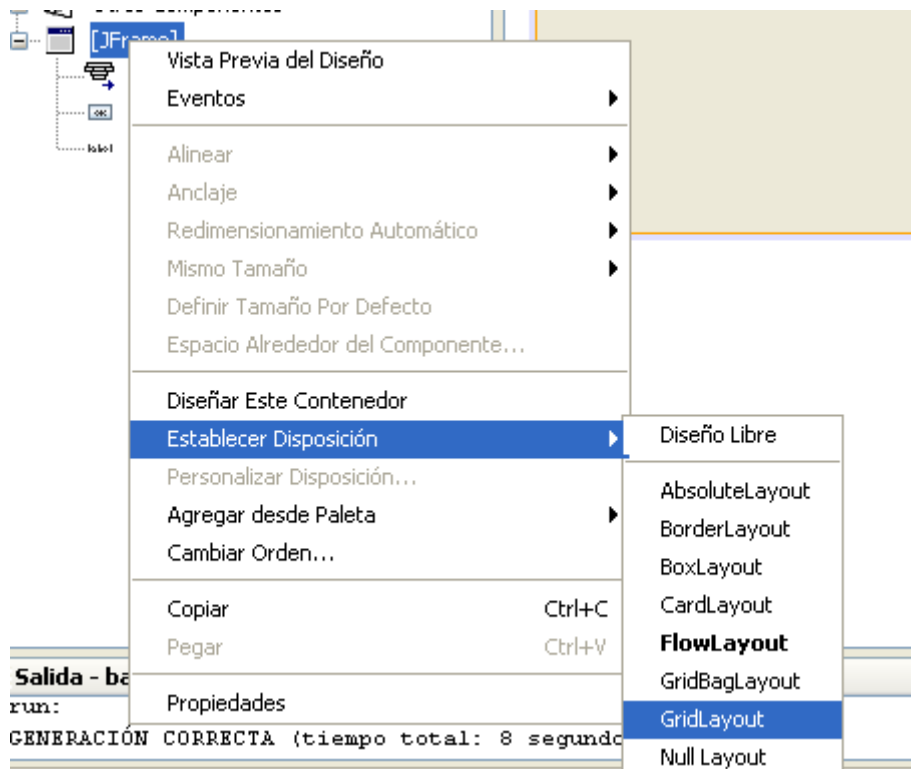 Otros Componentes
[JFrame]
label
Vista Previa del Diseño
Eventos
Alinear
Anclaje
Redimensionamiento Automático
Mismo Tamaño
Definir Tamaño Por Defecto
Espacio Alrededor del Componente...
Diseñar Este Contenedor
Establecer Disposición
Personalizar Disposición...
Agregar desde Paleta
Cambiar Orden...
Copiar Ctrl+C
Pegar Ctrl+V
Propiedades
Diseño Libre
AbsoluteLayout
BorderLayout
BoxLayout
CardLayout
FlowLayout
GridBagLayout
GridLayout
Null Layout
Salida - ba
run:
GENERACIÓN CORRECTA (tiempo total: 8 segundo